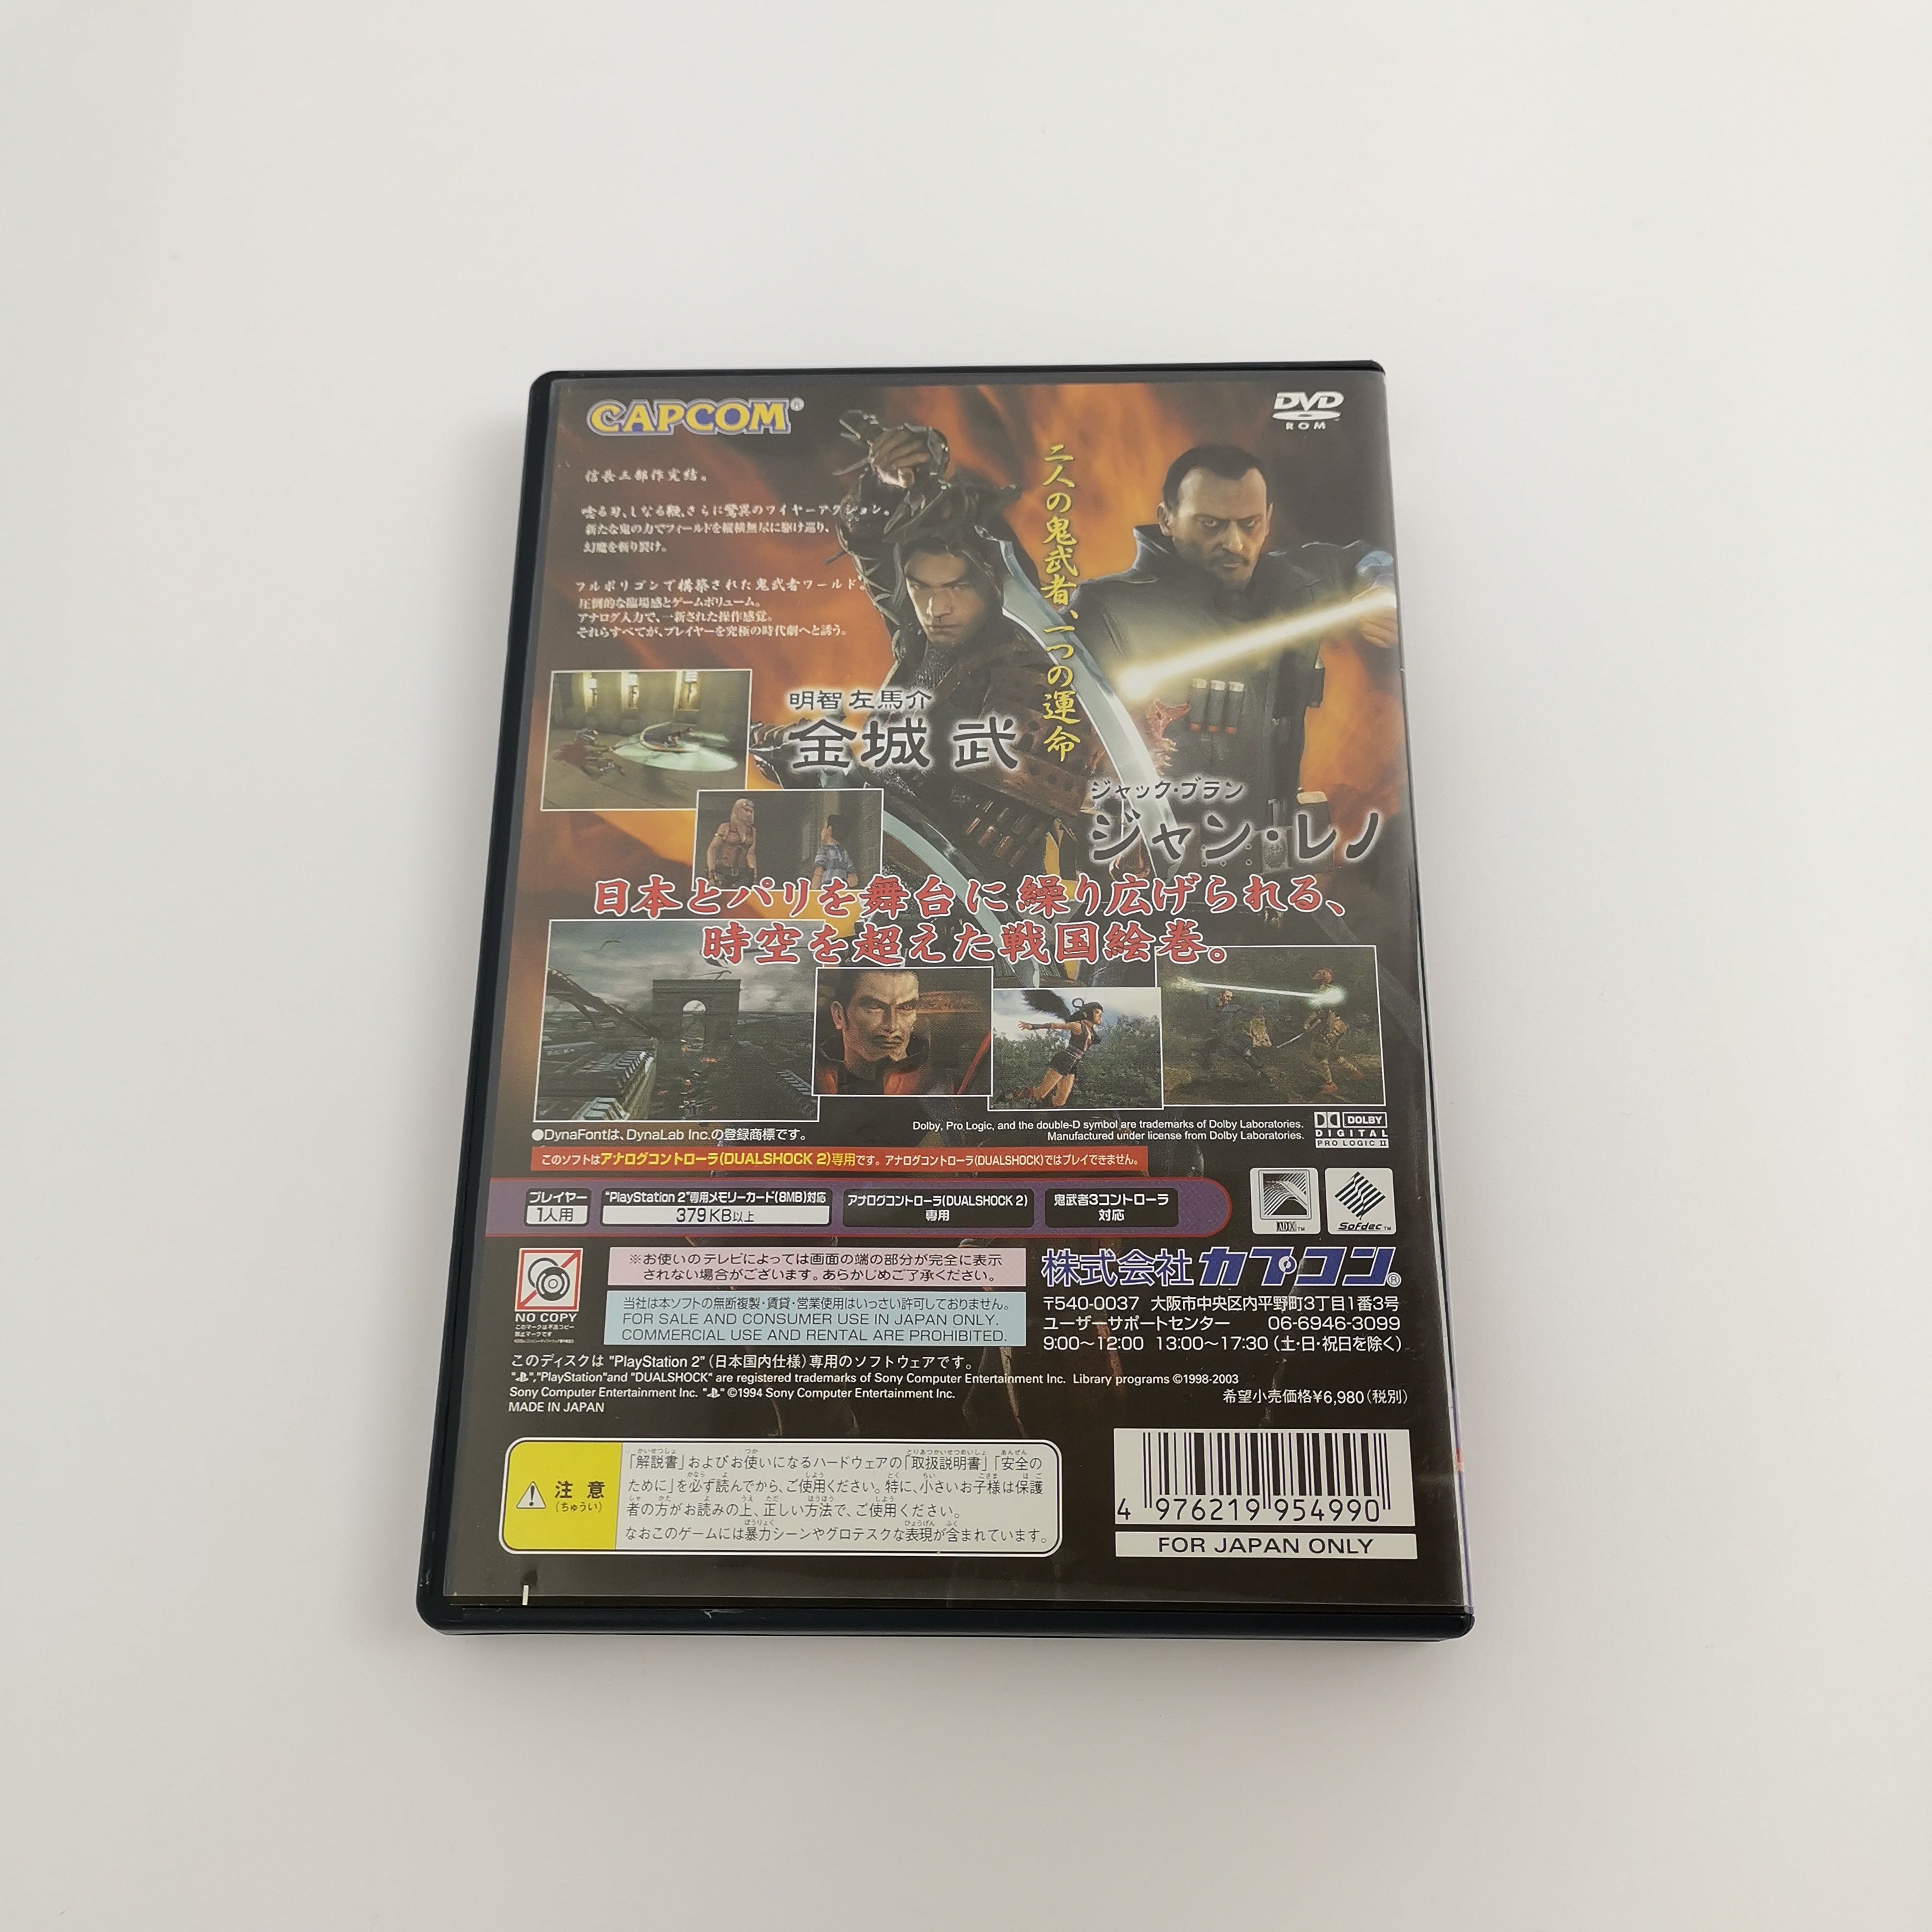 CAPCOM®
DVD
ROM
信長三部作完結。
唸る刃、しなる鞭、さらに驚異のワイヤーアクション。
新たな鬼の力でフィールドを縦横無尽に駆け巡り、
幻魔を斬り裂け。
フルポリゴンで構築された鬼武者ワールド。
圧倒的な臨場感とゲームボリューム。
アナログ入力で、一新された操作感覚。
それらすべてが、プレイヤーを究極の時代劇へと誘う。
二人の鬼武者、一つの運命
明智 左馬介
金城 武
ジャック・ブラン
ジャン・レノ
日本とパリを舞台に繰り広げられる、
時空を超えた戦国絵巻。
●DynaFontは、DynaLab Inc.の登録商標です。
Dolby, Pro Logic, and the double-D symbol are trademarks of Dolby Laboratories.
Manufactured under license from Dolby Laboratories.
DOLBY
DIGITAL
PRO LOGIC II
このソフトはアナログコントローラ(DUALSHOCK 2)専用です。アナログコントローラ(DUALSHOCK)ではプレイできません。
プレイヤー
1人用
"PlayStation 2"専用メモリーカード(8MB)対応
379KB以上
アナログコントローラ(DUALSHOCK 2)
専用
鬼武者3コントローラ
対応
ADX™
Sofdec™
NO COPY
※お使いのテレビによっては画面の端の部分が完全に表示
されない場合がございます。あらかじめご了承ください。
当社は本ソフトの無断複製・賃貸・営業使用はいっさい許可しておりません。
FOR SALE AND CONSUMER USE IN JAPAN ONLY.
COMMERCIAL USE AND RENTAL ARE PROHIBITED.
株式会社カプコン®
〒540-0037 大阪市中央区内平野町3丁目1番3号
ユーザーサポートセンター 06-6946-3099
9:00〜12:00 13:00〜17:30(土・日・祝日を除く)
このディスクは "PlayStation 2"(日本国内仕様)専用のソフトウェアです。
" ","PlayStation"and "DUALSHOCK" are registered trademarks of Sony Computer Entertainment Inc. Library programs ©1998-2003
Sony Computer Entertainment Inc. " " ©1994 Sony Computer Entertainment Inc.
MADE IN JAPAN
希望小売価格¥6,980(税別)
注意
(ちゅうい)
「解説書」およびお使いになるハードウェアの「取扱説明書」「安全の
ために」を必ず読んでから、ご使用ください。特に、小さいお子様は保護
者の方がお読みの上、正しい方法で、ご使用ください。
なおこのゲームには暴力シーンやグロテスクな表現が含まれています。
4 976219 954990
FOR JAPAN ONLY